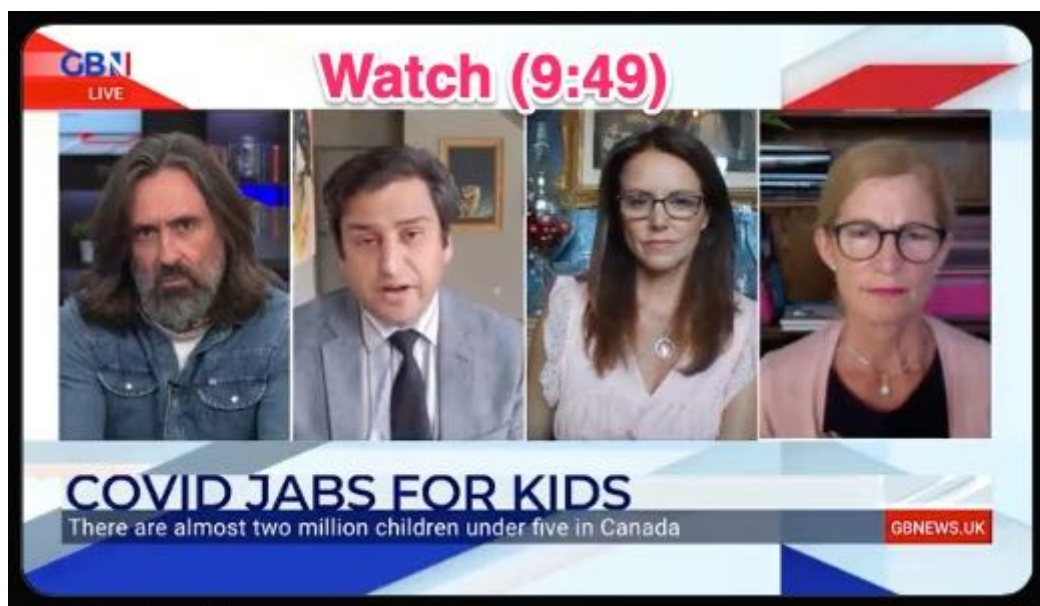 GBN
LIVE
Watch (9:49)
COVID JABS FOR KIDS
There are almost two million children under five in Canada
GBNEWS.UK